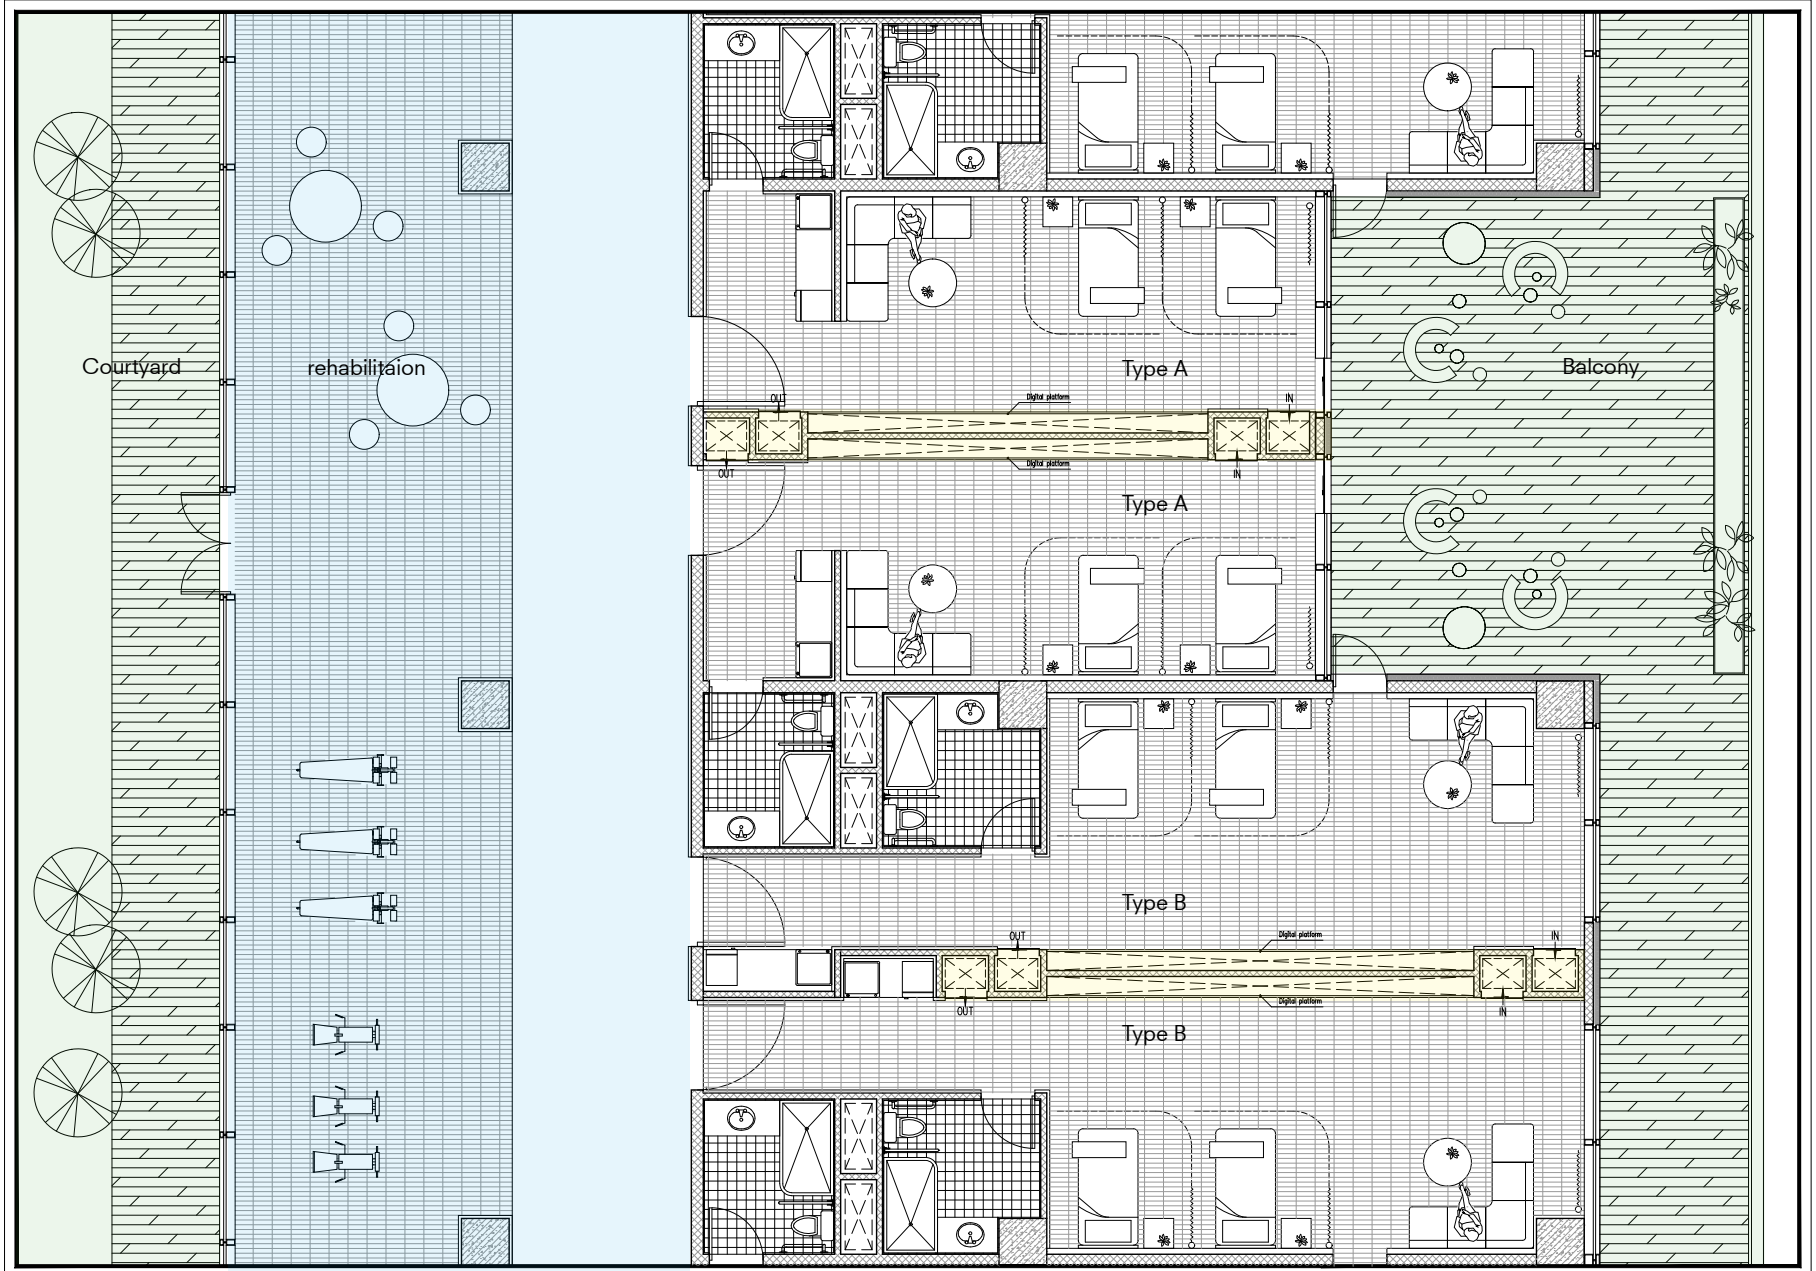 Courtyard
rehabilitaion
Type A
Balcony
OUT
Digital platform
IN
OUT
Digital platform
IN
Type A
Type B
OUT
Digital platform
IN
OUT
Digital platform
IN
Type B